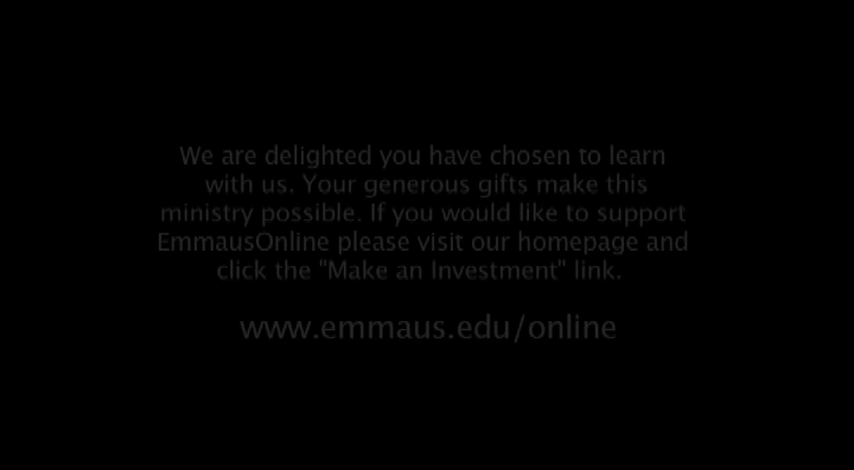 We are delighted you have chosen to learn
with us. Your generous gifts make this
ministry possible. If you would like to support
EmmausOnline please visit our homepage and
click the "Make an Investment" link.
www.emmaus.edu/online